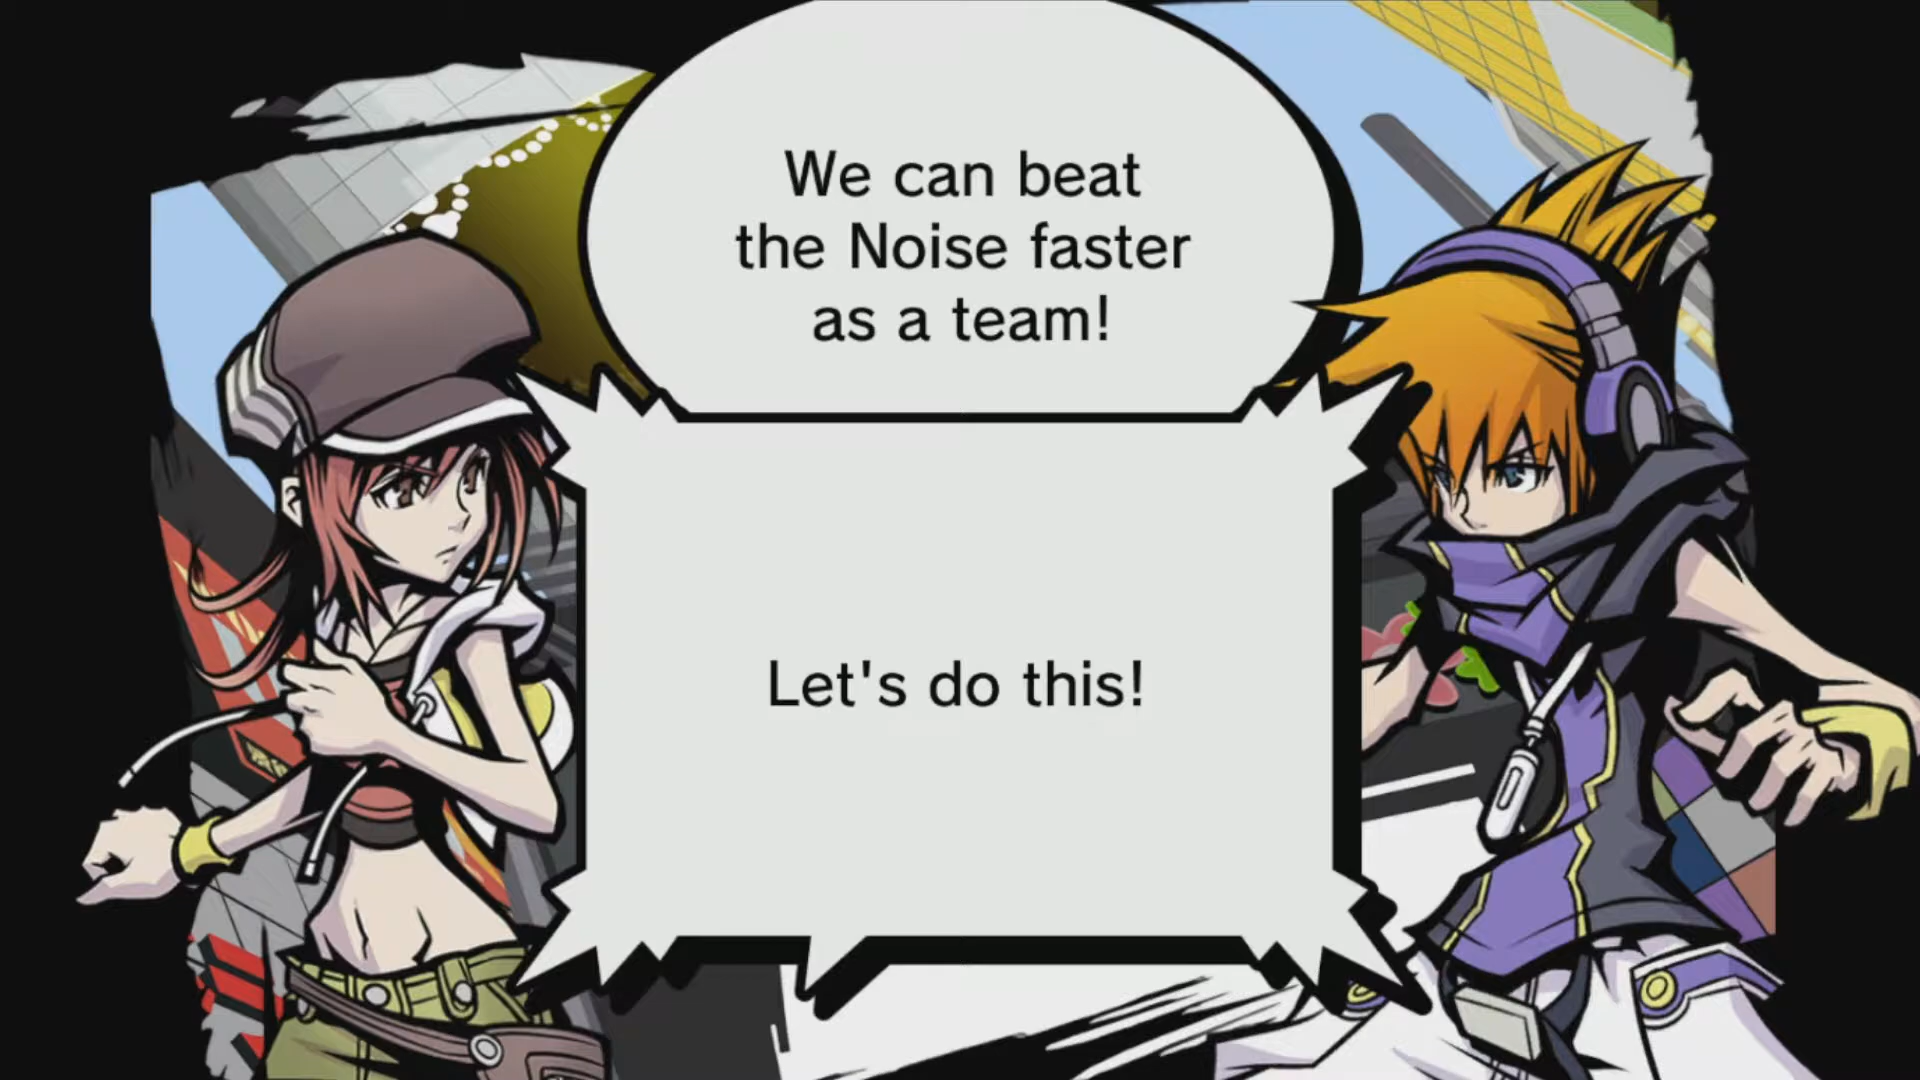 We can beat
the Noise faster
as a team!
Let's do this!